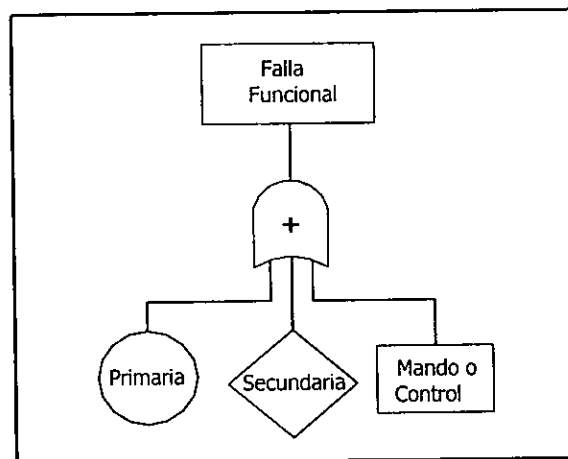 Falla
Funcional
+
Primaria
Secundaria
Mando o
Control